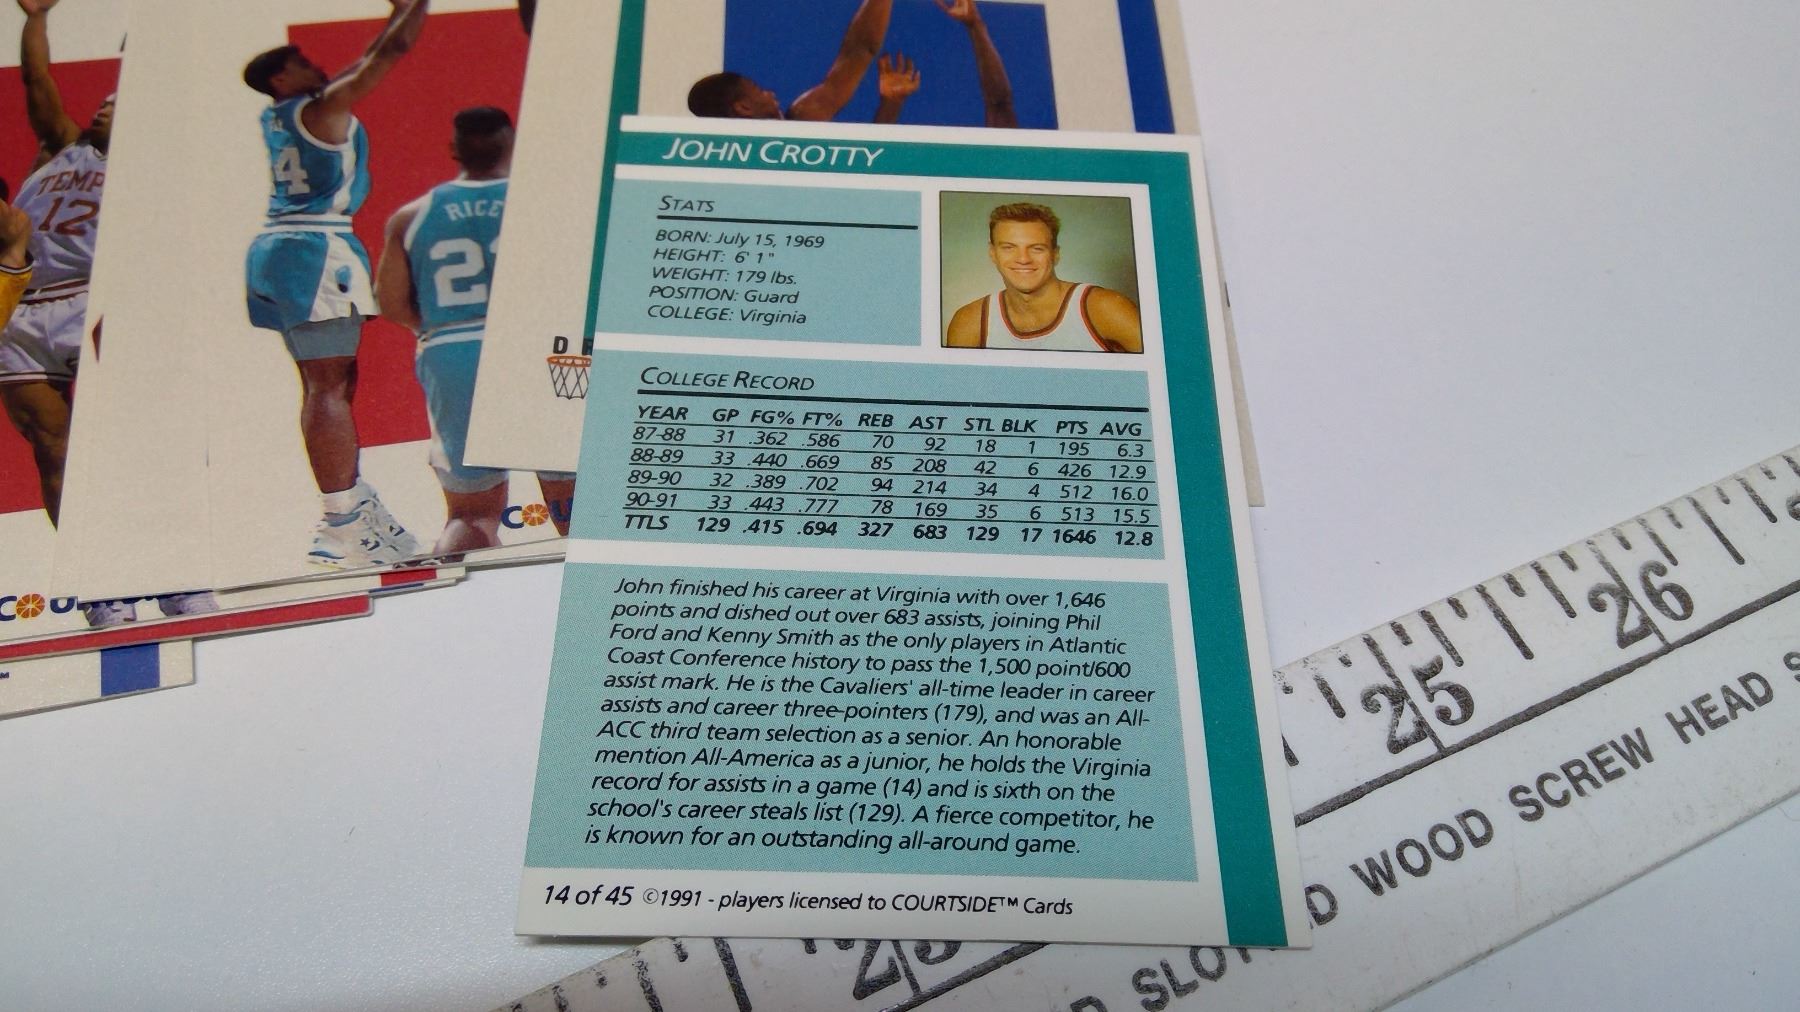 JOHN CROTTY
STATS
BORN: July 15, 1969
HEIGHT: 6' 1"
WEIGHT: 179 lbs.
POSITION: Guard
COLLEGE: Virginia
COLLEGE RECORD
YEAR GP FG% FT% REB AST STL BLK PTS AVG
87-88 31 .362 .586 70 92 18 1 195 6.3
88-89 33 .440 .669 85 208 42 6 426 12.9
89-90 32 .389 .702 94 214 34 4 512 16.0
90-91 33 .443 .777 78 169 35 6 513 15.5
TTLS 129 .415 .694 327 683 129 17 1646 12.8
John finished his career at Virginia with over 1,646
points and dished out over 683 assists, joining Phil
Ford and Kenny Smith as the only players in Atlantic
Coast Conference history to pass the 1,500 point/600
assist mark. He is the Cavaliers' all-time leader in career
assists and career three-pointers (179), and was an All-
ACC third team selection as a senior. An honorable
mention All-America as a junior, he holds the Virginia
record for assists in a game (14) and is sixth on the
school's career steals list (129). A fierce competitor, he
is known for an outstanding all-around game.
14 of 45 ©1991 - players licensed to COURTSIDE™ Cards
TEMP
12
4
RICE
2
D
25 26
WOOD SCREW HEAD S